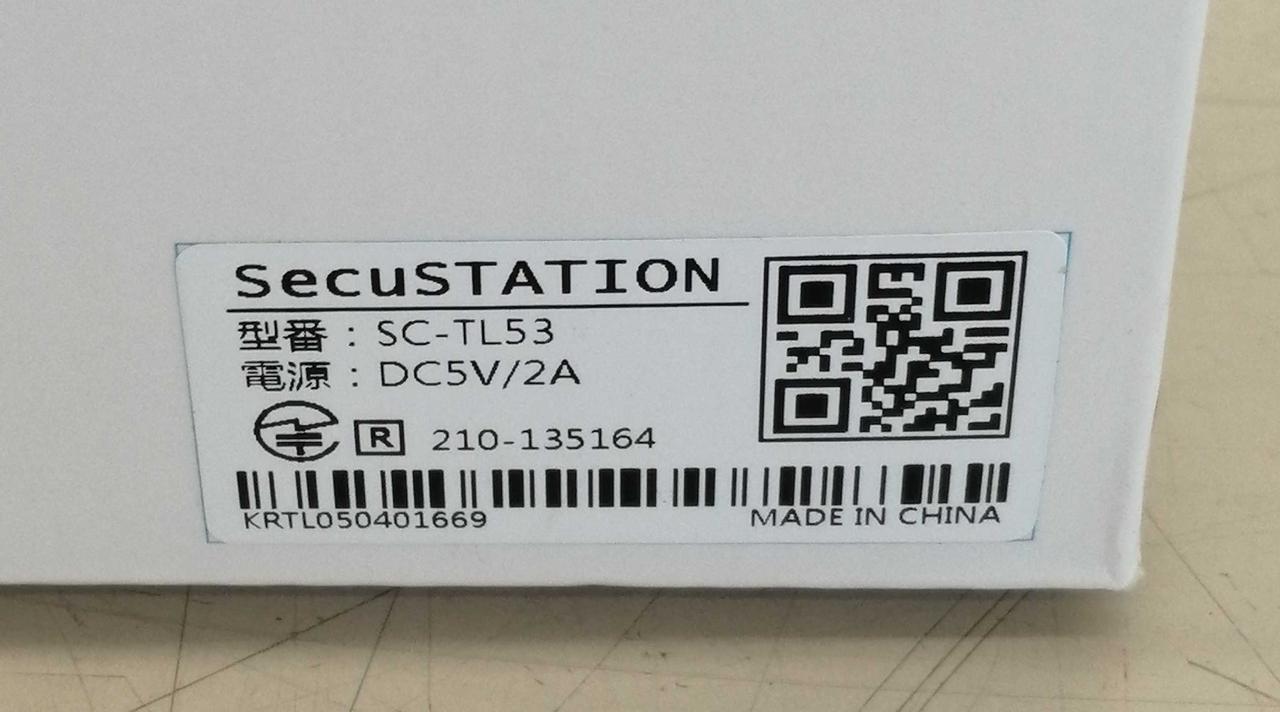 SecuSTATION
型番：SC-TL53
電源：DC5V/2A
R 210-135164
KRTL050401669 MADE IN CHINA